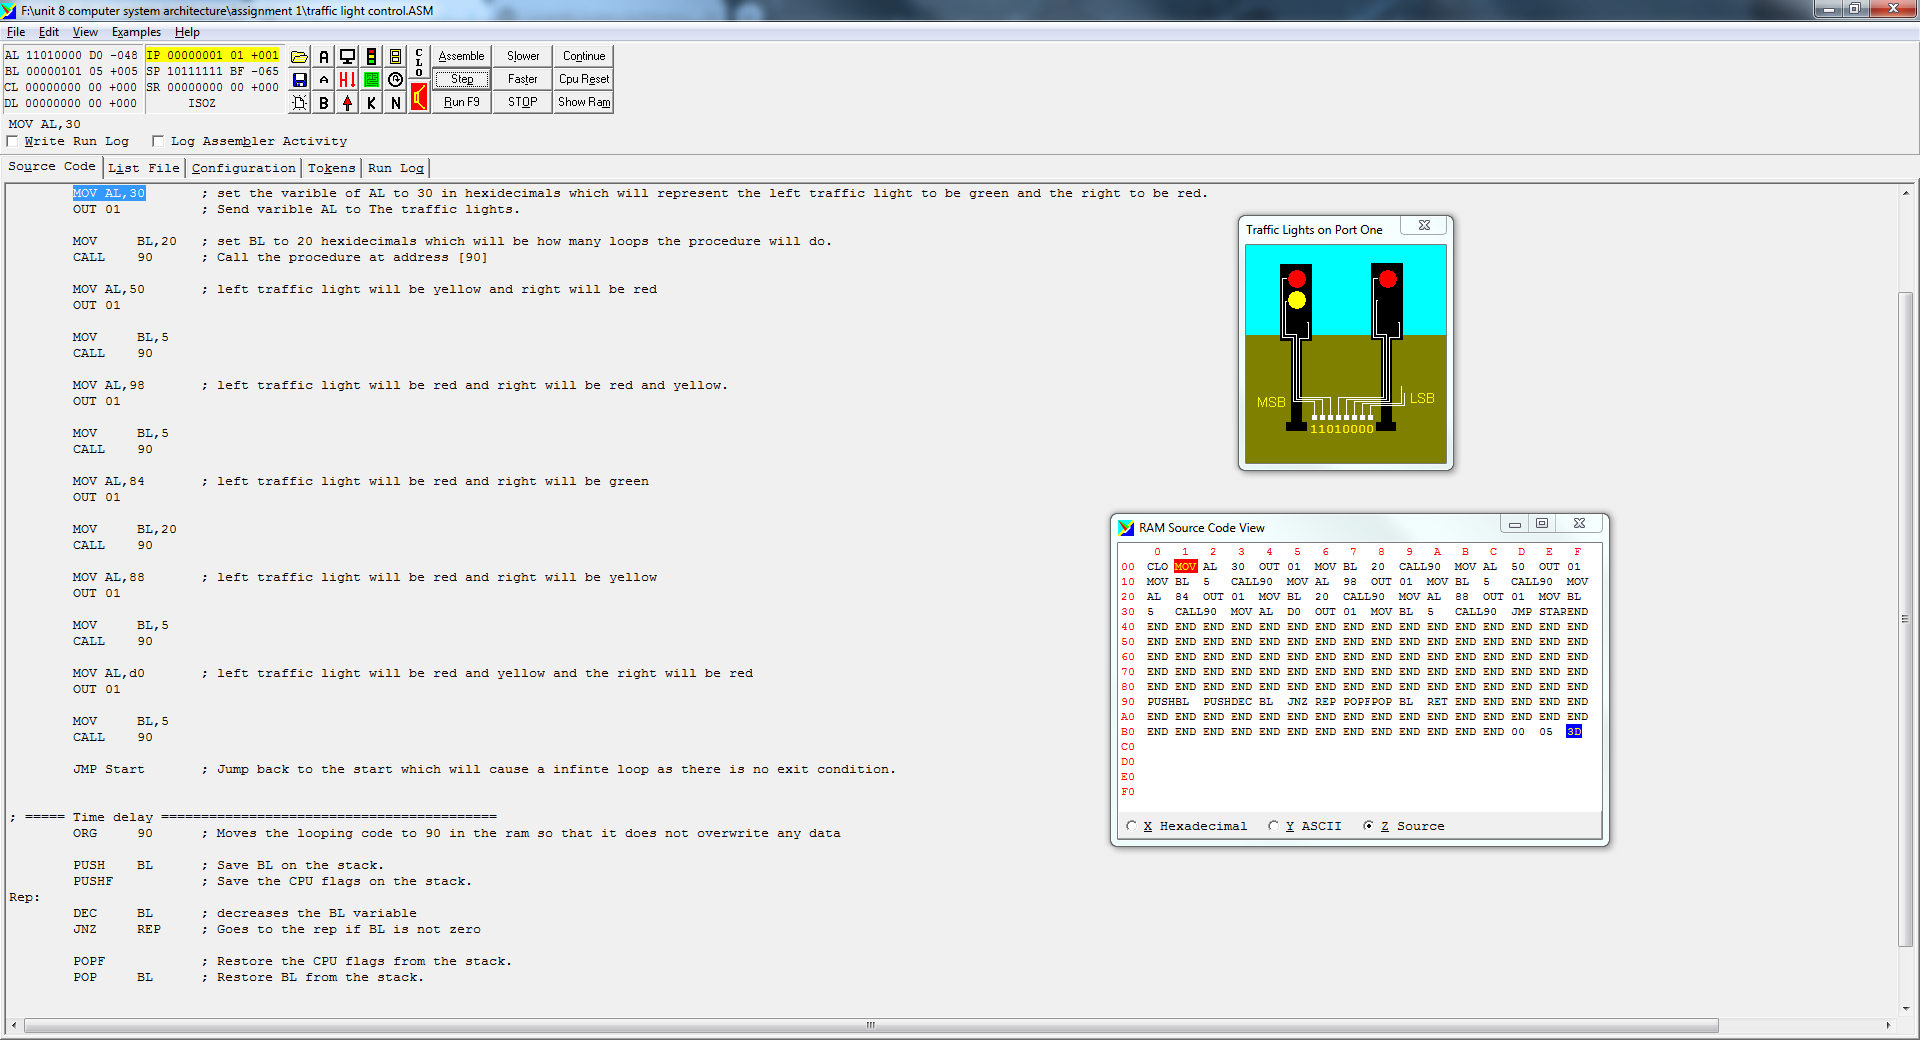 F:\unit 8 computer system architecture\assignment 1\traffic light control.ASM
File Edit View Examples Help
AL 11010000 D0 -048 IP 00000001 01 +001
BL 00000101 05 +005 SP 10111111 BF -065
CL 00000000 00 +000 SR 00000000 00 +000
DL 00000000 00 +000 ISOZ
A C L O Assemble Slower Continue
A H Step Faster Cpu Reset
B K N Run F9 STOP Show Ram
MOV AL,30
Write Run Log Log Assembler Activity
Source Code List File Configuration Tokens Run Log
MOV AL,30 ; set the varible of AL to 30 in hexidecimals which will represent the left traffic light to be green and the right to be red.
OUT 01 ; Send varible AL to The traffic lights.
MOV BL,20 ; set BL to 20 hexidecimals which will be how many loops the procedure will do.
CALL 90 ; Call the procedure at address [90]
MOV AL,50 ; left traffic light will be yellow and right will be red
OUT 01
MOV BL,5
CALL 90
MOV AL,98 ; left traffic light will be red and right will be red and yellow.
OUT 01
MOV BL,5
CALL 90
MOV AL,84 ; left traffic light will be red and right will be green
OUT 01
MOV BL,20
CALL 90
MOV AL,88 ; left traffic light will be red and right will be yellow
OUT 01
MOV BL,5
CALL 90
MOV AL,d0 ; left traffic light will be red and yellow and the right will be red
OUT 01
MOV BL,5
CALL 90
JMP Start ; Jump back to the start which will cause a infinte loop as there is no exit condition.
; ===== Time delay ==========================================
ORG 90 ; Moves the looping code to 90 in the ram so that it does not overwrite any data
PUSH BL ; Save BL on the stack.
PUSHF ; Save the CPU flags on the stack.
Rep:
DEC BL ; decreases the BL variable
JNZ REP ; Goes to the rep if BL is not zero
POPF ; Restore the CPU flags from the stack.
POP BL ; Restore BL from the stack.
Traffic Lights on Port One
MSB LSB
11010000
RAM Source Code View
0 1 2 3 4 5 6 7 8 9 A B C D E F
00 CLO MOV AL 30 OUT 01 MOV BL 20 CALL90 MOV AL 50 OUT 01
10 MOV BL 5 CALL90 MOV AL 98 OUT 01 MOV BL 5 CALL90 MOV
20 AL 84 OUT 01 MOV BL 20 CALL90 MOV AL 88 OUT 01 MOV BL
30 5 CALL90 MOV AL D0 OUT 01 MOV BL 5 CALL90 JMP STAREND
40 END END END END END END END END END END END END END END END END
50 END END END END END END END END END END END END END END END END
60 END END END END END END END END END END END END END END END END
70 END END END END END END END END END END END END END END END END
80 END END END END END END END END END END END END END END END END
90 PUSHBL PUSHDEC BL JNZ REP POPFPOP BL RET END END END END END
A0 END END END END END END END END END END END END END END END END
B0 END END END END END END END END END END END END END 00 05 3D
C0
D0
E0
F0
X Hexadecimal Y ASCII Z Source